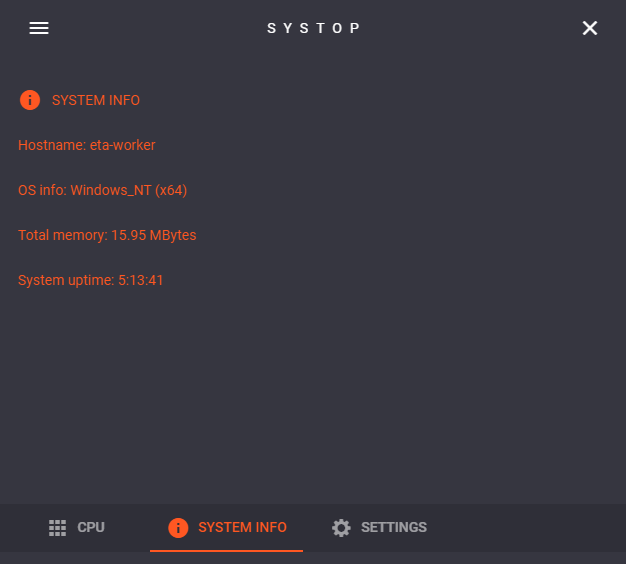 SYSTOP
SYSTEM INFO
Hostname: eta-worker
OS info: Windows_NT (x64)
Total memory: 15.95 MBytes
System uptime: 5:13:41
CPU
SYSTEM INFO
SETTINGS